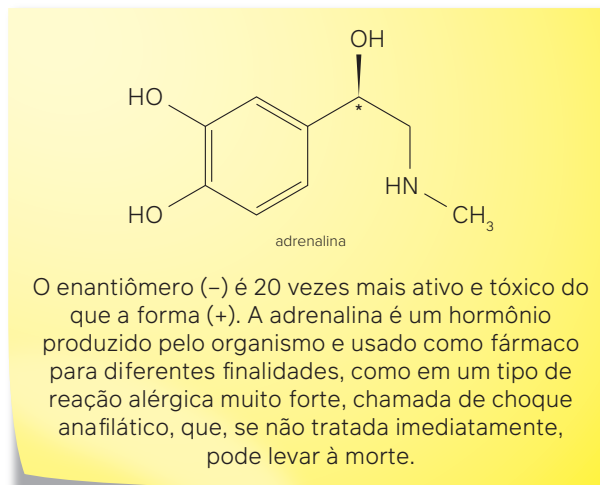 OH
HO
*
HN
HO
CH₃
adrenalina
O enantiômero (–) é 20 vezes mais ativo e tóxico do
que a forma (+). A adrenalina é um hormônio
produzido pelo organismo e usado como fármaco
para diferentes finalidades, como em um tipo de
reação alérgica muito forte, chamada de choque
anafilático, que, se não tratada imediatamente,
pode levar à morte.